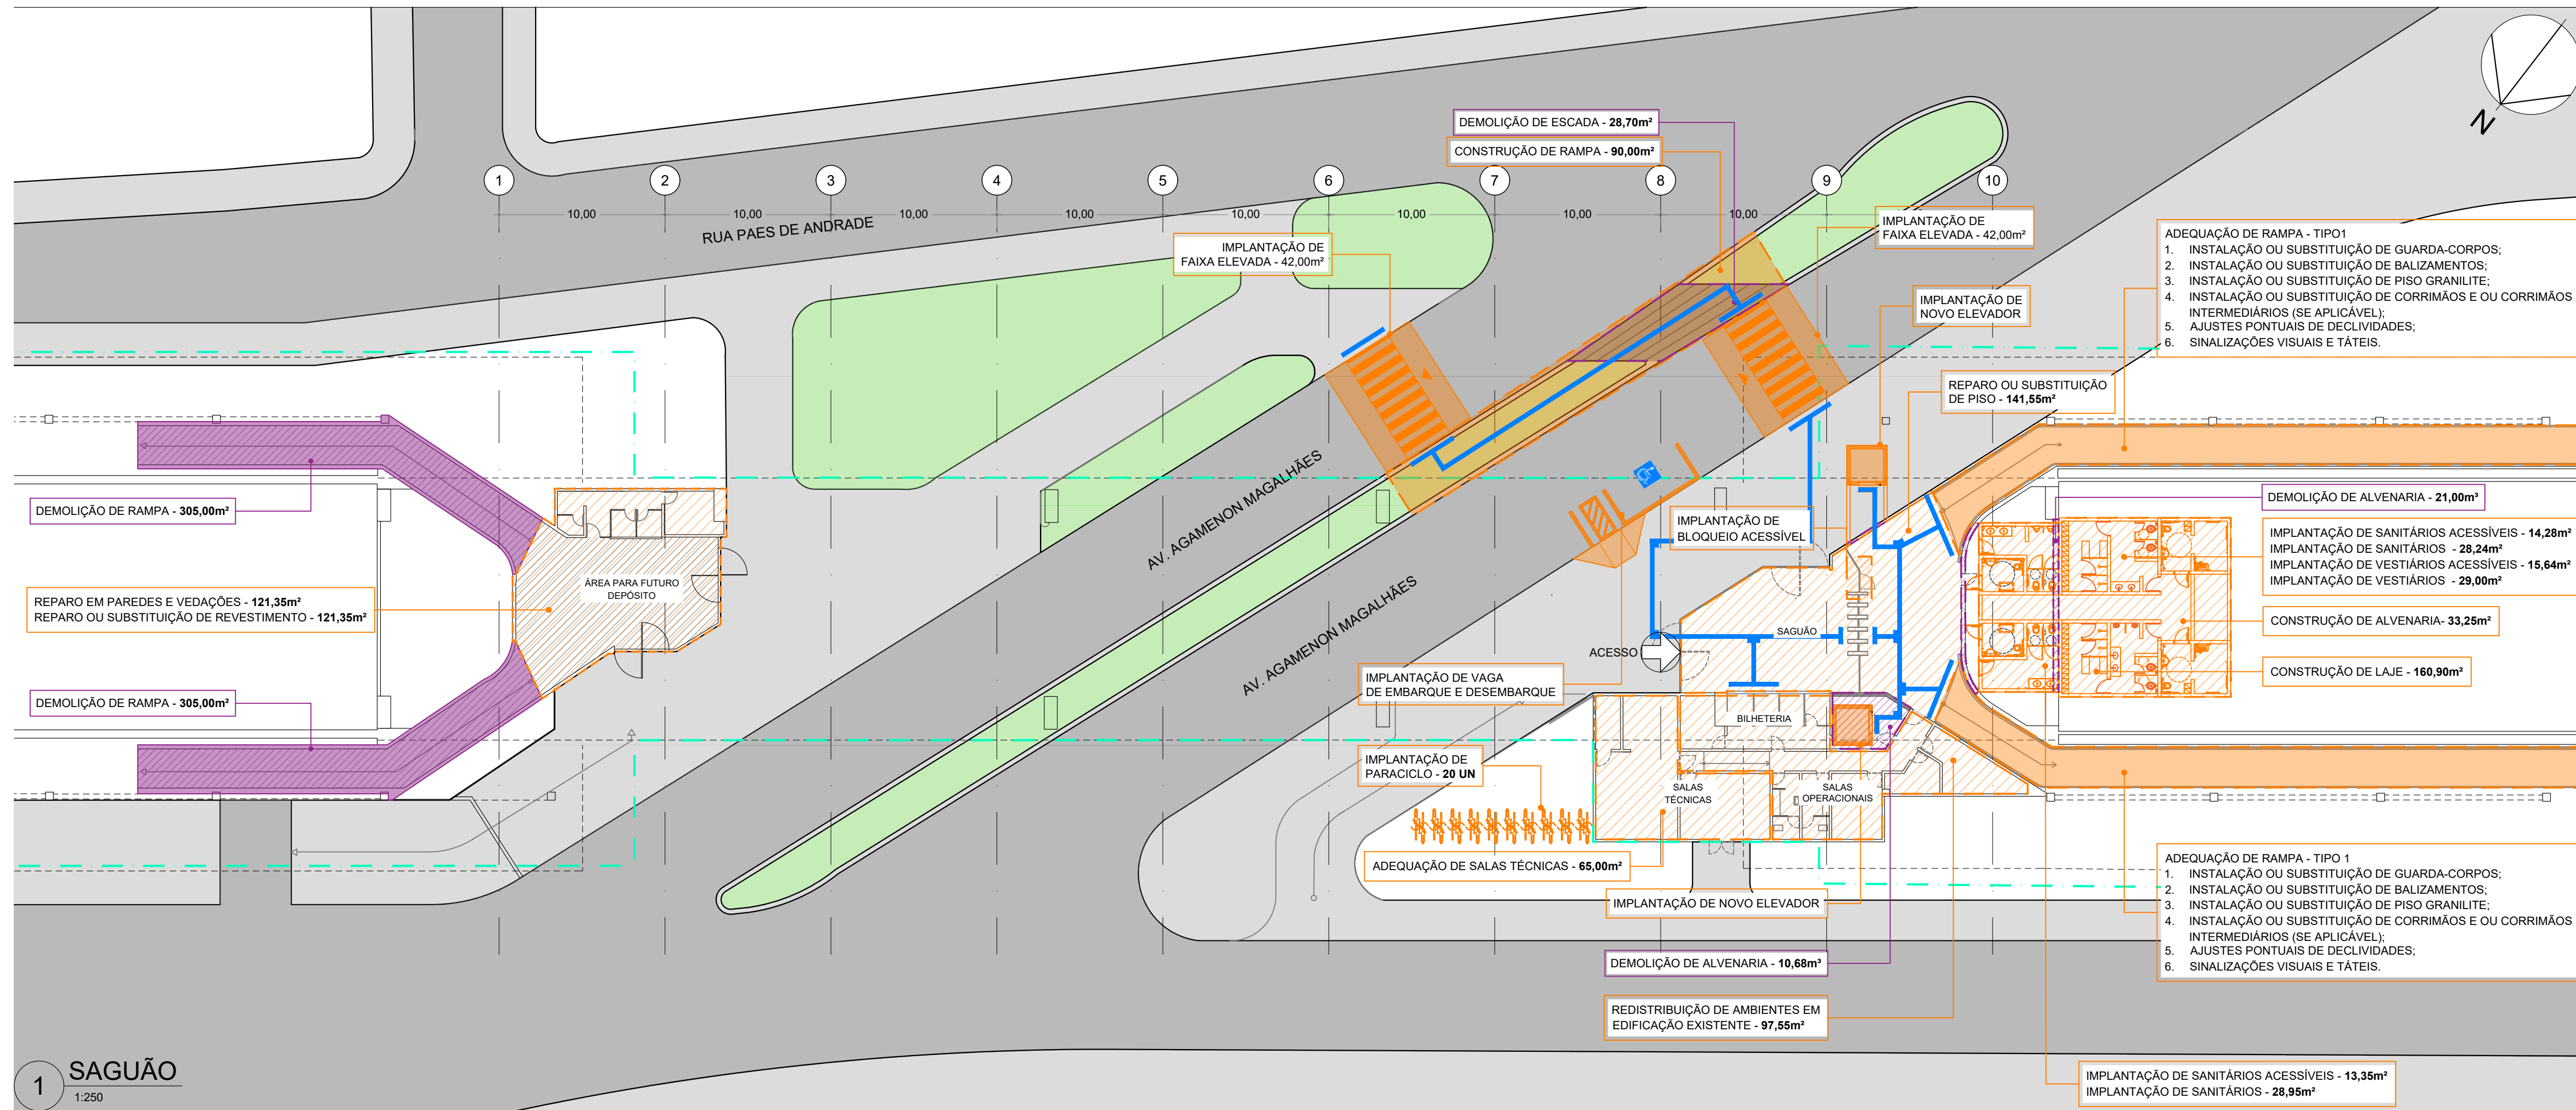 N
DEMOLIÇÃO DE ESCADA - 28,70m²
CONSTRUÇÃO DE RAMPA - 90,00m²
1
2
3
4
5
6
7
8
9
10
10,00
10,00
10,00
10,00
10,00
10,00
10,00
10,00
RUA PAES DE ANDRADE
IMPLANTAÇÃO DE
FAIXA ELEVADA - 42,00m²
IMPLANTAÇÃO DE
FAIXA ELEVADA - 42,00m²
IMPLANTAÇÃO DE
NOVO ELEVADOR
ADEQUAÇÃO DE RAMPA - TIPO1
1. INSTALAÇÃO OU SUBSTITUIÇÃO DE GUARDA-CORPOS;
2. INSTALAÇÃO OU SUBSTITUIÇÃO DE BALIZAMENTOS;
3. INSTALAÇÃO OU SUBSTITUIÇÃO DE PISO GRANILITE;
4. INSTALAÇÃO OU SUBSTITUIÇÃO DE CORRIMÃOS E OU CORRIMÃOS
INTERMEDIÁRIOS (SE APLICÁVEL);
5. AJUSTES PONTUAIS DE DECLIVIDADES;
6. SINALIZAÇÕES VISUAIS E TÁTEIS.
REPARO OU SUBSTITUIÇÃO
DE PISO - 141,55m²
DEMOLIÇÃO DE RAMPA - 305,00m²
AV. AGAMENON MAGALHÃES
IMPLANTAÇÃO DE
BLOQUEIO ACESSÍVEL
DEMOLIÇÃO DE ALVENARIA - 21,00m³
IMPLANTAÇÃO DE SANITÁRIOS ACESSÍVEIS - 14,28m²
IMPLANTAÇÃO DE SANITÁRIOS - 28,24m²
IMPLANTAÇÃO DE VESTIÁRIOS ACESSÍVEIS - 15,64m²
IMPLANTAÇÃO DE VESTIÁRIOS - 29,00m²
ÁREA PARA FUTURO
DEPÓSITO
REPARO EM PAREDES E VEDAÇÕES - 121,35m²
REPARO OU SUBSTITUIÇÃO DE REVESTIMENTO - 121,35m²
AV. AGAMENON MAGALHÃES
SAGUÃO
ACESSO
CONSTRUÇÃO DE ALVENARIA- 33,25m²
CONSTRUÇÃO DE LAJE - 160,90m²
IMPLANTAÇÃO DE VAGA
DE EMBARQUE E DESEMBARQUE
DEMOLIÇÃO DE RAMPA - 305,00m²
BILHETERIA
IMPLANTAÇÃO DE
PARACICLO - 20 UN
SALAS
TÉCNICAS
SALAS
OPERACIONAIS
ADEQUAÇÃO DE SALAS TÉCNICAS - 65,00m²
IMPLANTAÇÃO DE NOVO ELEVADOR
ADEQUAÇÃO DE RAMPA - TIPO 1
1. INSTALAÇÃO OU SUBSTITUIÇÃO DE GUARDA-CORPOS;
2. INSTALAÇÃO OU SUBSTITUIÇÃO DE BALIZAMENTOS;
3. INSTALAÇÃO OU SUBSTITUIÇÃO DE PISO GRANILITE;
4. INSTALAÇÃO OU SUBSTITUIÇÃO DE CORRIMÃOS E OU CORRIMÃOS
INTERMEDIÁRIOS (SE APLICÁVEL);
5. AJUSTES PONTUAIS DE DECLIVIDADES;
6. SINALIZAÇÕES VISUAIS E TÁTEIS.
DEMOLIÇÃO DE ALVENARIA - 10,68m³
REDISTRIBUIÇÃO DE AMBIENTES EM
EDIFICAÇÃO EXISTENTE - 97,55m²
IMPLANTAÇÃO DE SANITÁRIOS ACESSÍVEIS - 13,35m²
IMPLANTAÇÃO DE SANITÁRIOS - 28,95m²
1 SAGUÃO
1:250